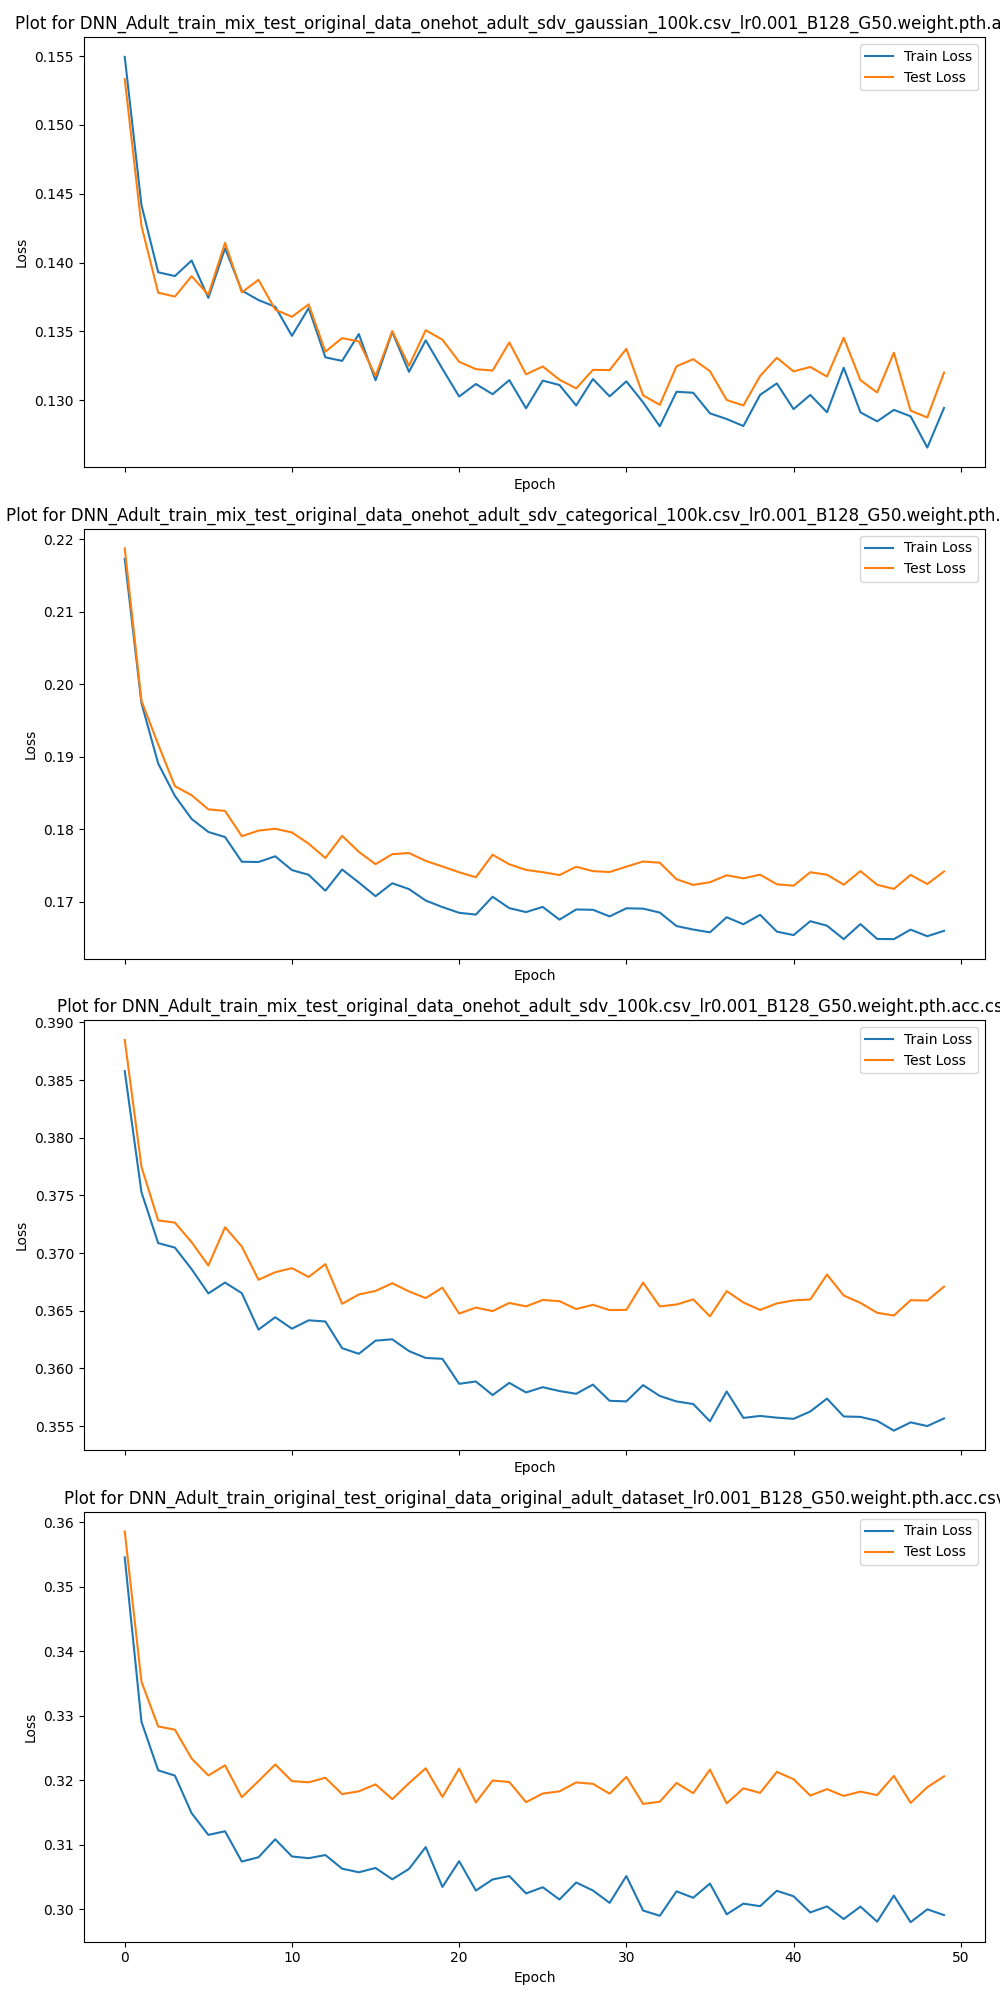 Plot for DNN_Adult_train_mix_test_original_data_onehot_adult_sdv_gaussian_100k.csv_lr0.001_B128_G50.weight.pth.a
Train Loss
Test Loss
0.155
0.150
0.145
0.140
0.135
0.130
Loss
Epoch
Plot for DNN_Adult_train_mix_test_original_data_onehot_adult_sdv_categorical_100k.csv_lr0.001_B128_G50.weight.pth.
Train Loss
Test Loss
0.22
0.21
0.20
0.19
0.18
0.17
Loss
Epoch
Plot for DNN_Adult_train_mix_test_original_data_onehot_adult_sdv_100k.csv_lr0.001_B128_G50.weight.pth.acc.cs
Train Loss
Test Loss
0.390
0.385
0.380
0.375
0.370
0.365
0.360
0.355
Loss
Epoch
Plot for DNN_Adult_train_original_test_original_data_original_adult_dataset_lr0.001_B128_G50.weight.pth.acc.csv
Train Loss
Test Loss
0.36
0.35
0.34
0.33
0.32
0.31
0.30
Loss
0 10 20 30 40 50
Epoch